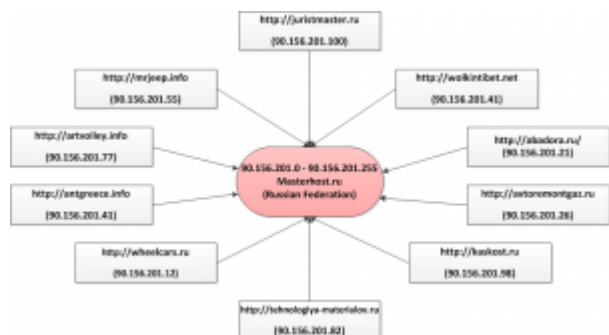 http://juristmaster.ru
(90.156.201.100)
http://mrjeep.info
(90.156.201.55)
http://wolkintibet.net
(90.156.201.41)
http://artvolley.info
(90.156.201.77)
http://abadora.ru/
(90.156.201.21)
90.156.201.0 - 90.156.201.255
Masterhost.ru
(Russian Federation)
http://antgreece.info
(90.156.201.41)
http://avtoremontgaz.ru
(90.156.201.26)
http://wheelcars.ru
(90.156.201.12)
http://kaskost.ru
(90.156.201.98)
http://tehnologiya-materialov.ru
(90.156.201.82)